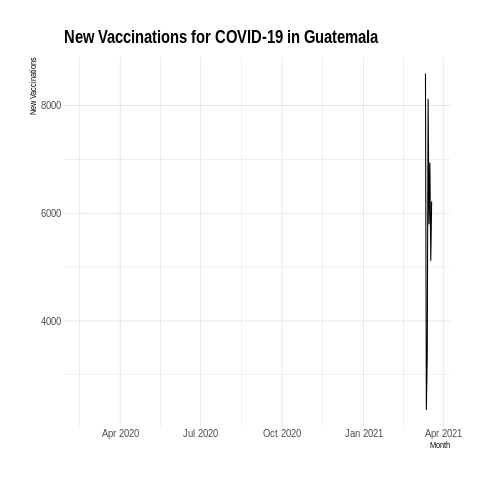 New Vaccinations for COVID-19 in Guatemala
New Vaccinations
8000
6000
4000
Apr 2020 Jul 2020 Oct 2020 Jan 2021 Apr 2021
Month